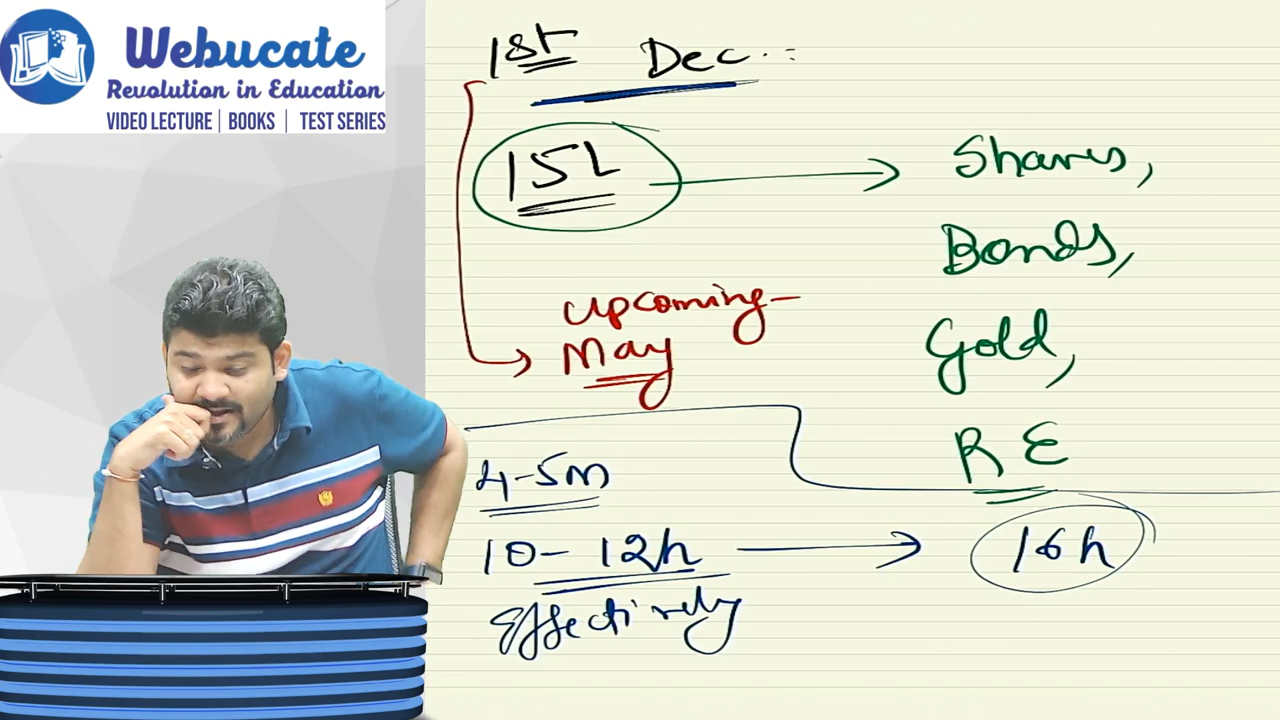 Webucate
Revolution in Education
VIDEO LECTURE | BOOKS | TEST SERIES
1st Dec..:
15L → Shares,
Bonds,
Gold,
RE
upcoming-
May
4-5m
10-12h → 16h
Effectively